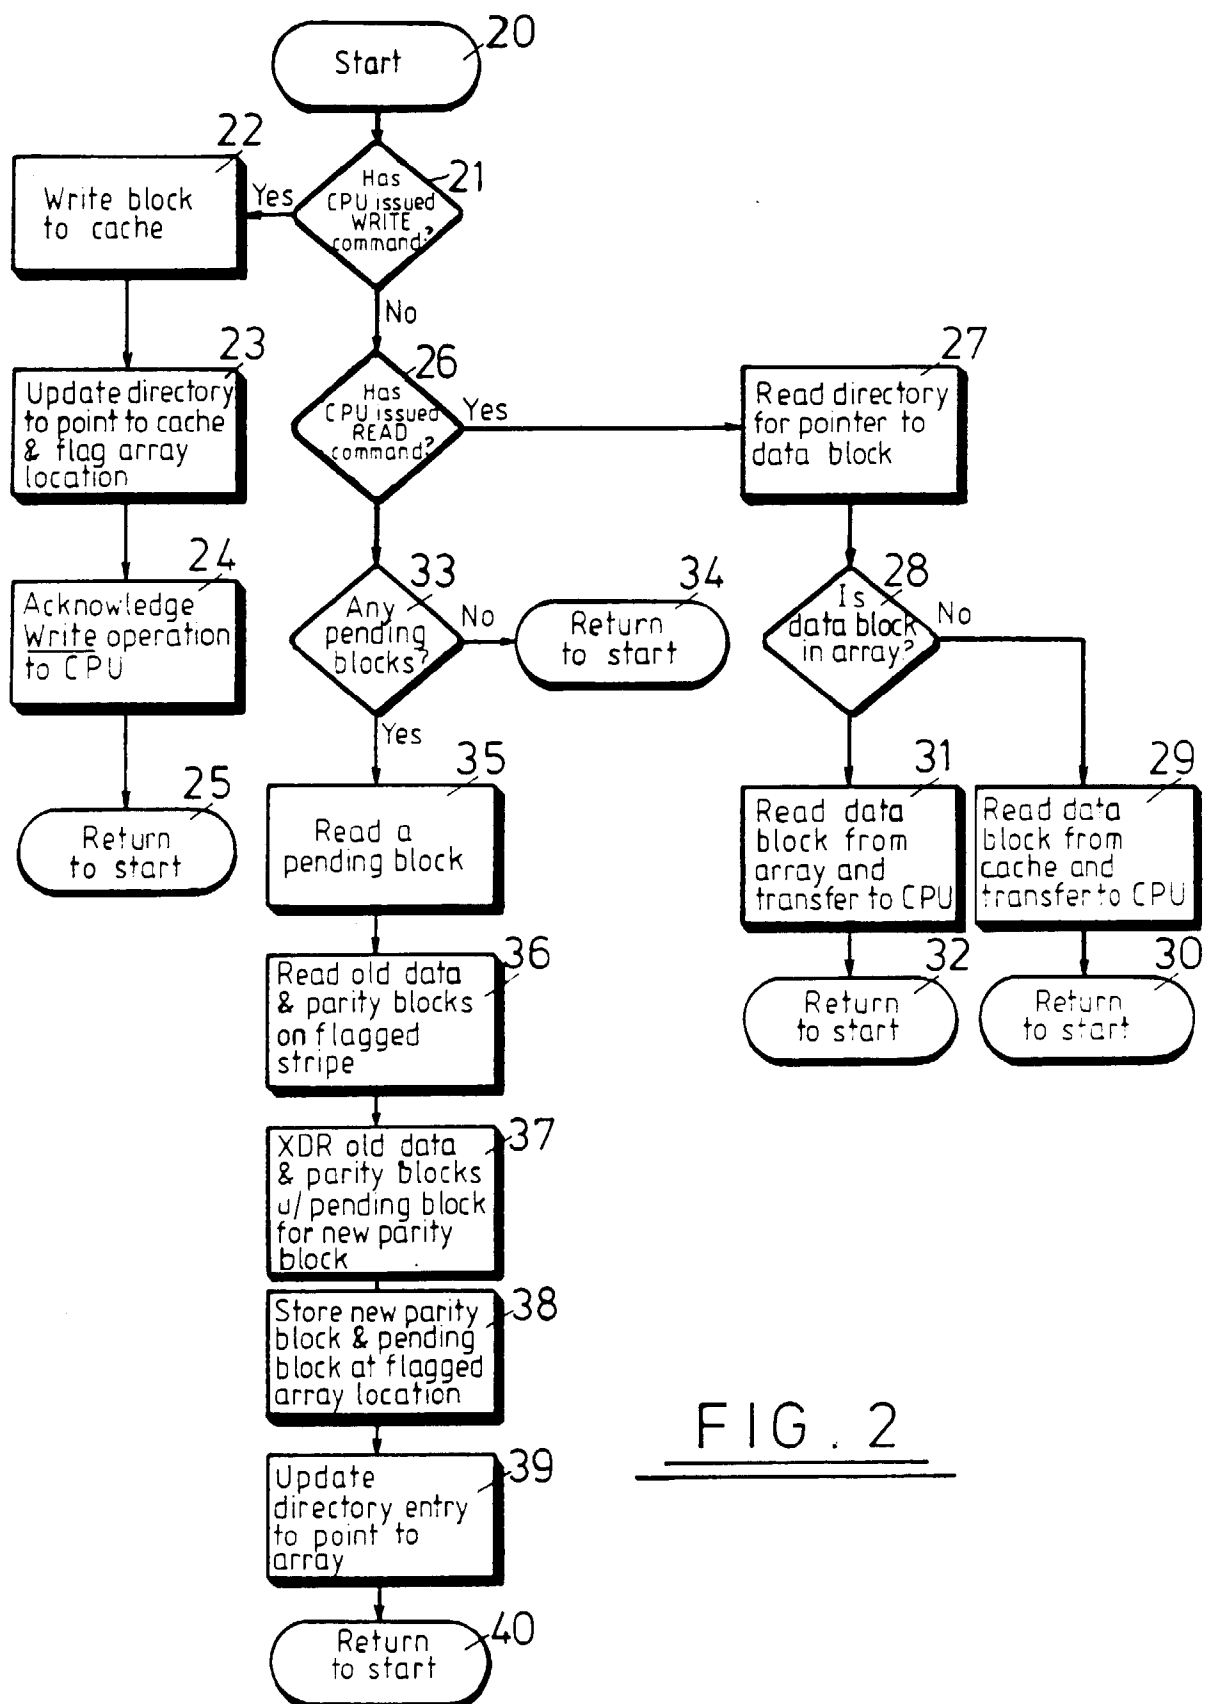 20
Start
22
Write block
to cache
Yes
21
Has
CPU issued
WRITE
command?
No
23
Update directory
to point to cache
& flag array
location
26
Has
CPU issued
READ
command?
Yes
27
Read directory
for pointer to
data block
24
Acknowledge
Write operation
to CPU
33
Any
pending
blocks?
No
34
Return
to start
28
Is
data block
in array?
No
Yes
25
Return
to start
35
Read a
pending block
31
Read data
block from
array and
transfer to CPU
29
Read data
block from
cache and
transfer to CPU
36
Read old data
& parity blocks
on flagged
stripe
32
Return
to start
30
Return
to start
37
XDR old data
& parity blocks
w/pending block
for new parity
block
38
Store new parity
block & pending
block at flagged
array location
FIG. 2
39
Update
directory entry
to point to
array
40
Return
to start